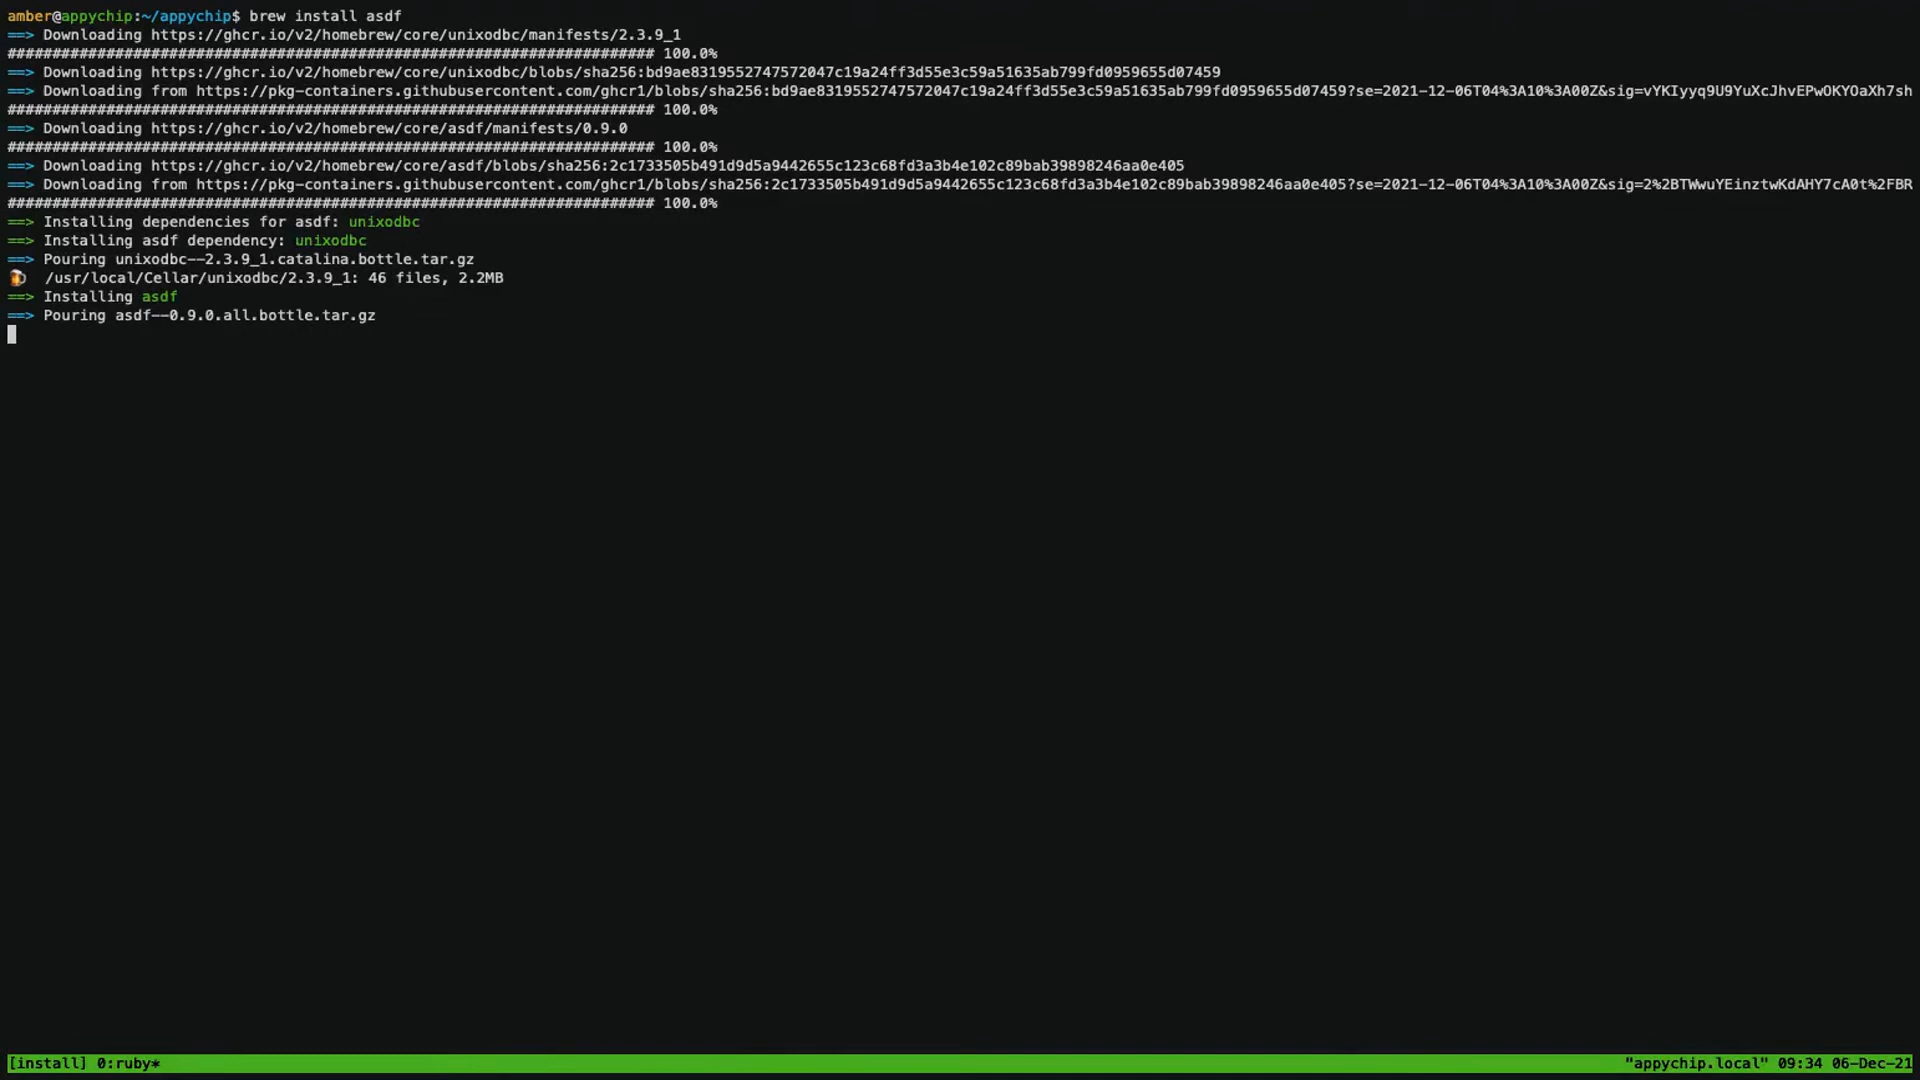 amber@appychip:~/appychip$ brew install asdf
==> Downloading https://ghcr.io/v2/homebrew/core/unixodbc/manifests/2.3.9_1
######################################################################## 100.0%
==> Downloading https://ghcr.io/v2/homebrew/core/unixodbc/blobs/sha256:bd9ae8319552747572047c19a24ff3d55e3c59a51635ab799fd0959655d07459
==> Downloading from https://pkg-containers.githubusercontent.com/ghcr1/blobs/sha256:bd9ae8319552747572047c19a24ff3d55e3c59a51635ab799fd0959655d07459?se=2021-12-06T04%3A10%3A00Z&sig=vYKIyyq9U9YuXcJhvEPwOKYOaXh7sh
######################################################################## 100.0%
==> Downloading https://ghcr.io/v2/homebrew/core/asdf/manifests/0.9.0
######################################################################## 100.0%
==> Downloading https://ghcr.io/v2/homebrew/core/asdf/blobs/sha256:2c1733505b491d9d5a9442655c123c68fd3a3b4e102c89bab39898246aa0e405
==> Downloading from https://pkg-containers.githubusercontent.com/ghcr1/blobs/sha256:2c1733505b491d9d5a9442655c123c68fd3a3b4e102c89bab39898246aa0e405?se=2021-12-06T04%3A10%3A00Z&sig=2%2BTWwuYEinztwKdAHY7cA0t%2FBR
######################################################################## 100.0%
==> Installing dependencies for asdf: unixodbc
==> Installing asdf dependency: unixodbc
==> Pouring unixodbc--2.3.9_1.catalina.bottle.tar.gz
🍺 /usr/local/Cellar/unixodbc/2.3.9_1: 46 files, 2.2MB
==> Installing asdf
==> Pouring asdf--0.9.0.all.bottle.tar.gz
[install] 0:ruby* "appychip.local" 09:34 06-Dec-21